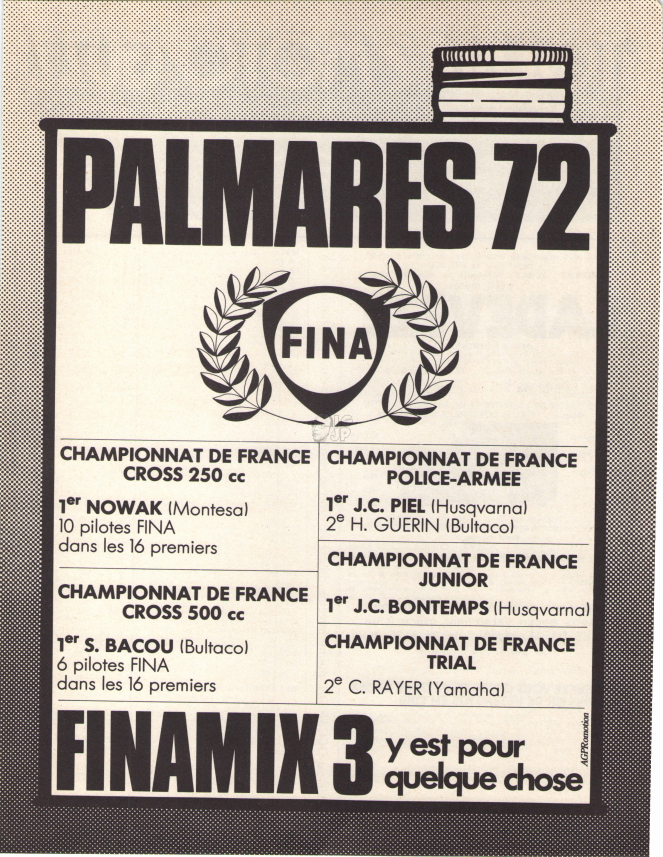 PALMARES 72
FINA
CHAMPIONNAT DE FRANCE
CROSS 250 cc
1er NOWAK (Montesa)
10 pilotes FINA
dans les 16 premiers
CHAMPIONNAT DE FRANCE
CROSS 500 cc
1er S. BACOU (Bultaco)
6 pilotes FINA
dans les 16 premiers
CHAMPIONNAT DE FRANCE
POLICE-ARMEE
1er J.C. PIEL (Husqvarna)
2e H. GUERIN (Bultaco)
CHAMPIONNAT DE FRANCE
JUNIOR
1er J.C. BONTEMPS (Husqvarna)
CHAMPIONNAT DE FRANCE
TRIAL
2e C. RAYER (Yamaha)
FINAMIX 3
y est pour
quelque chose
AGPRomotion